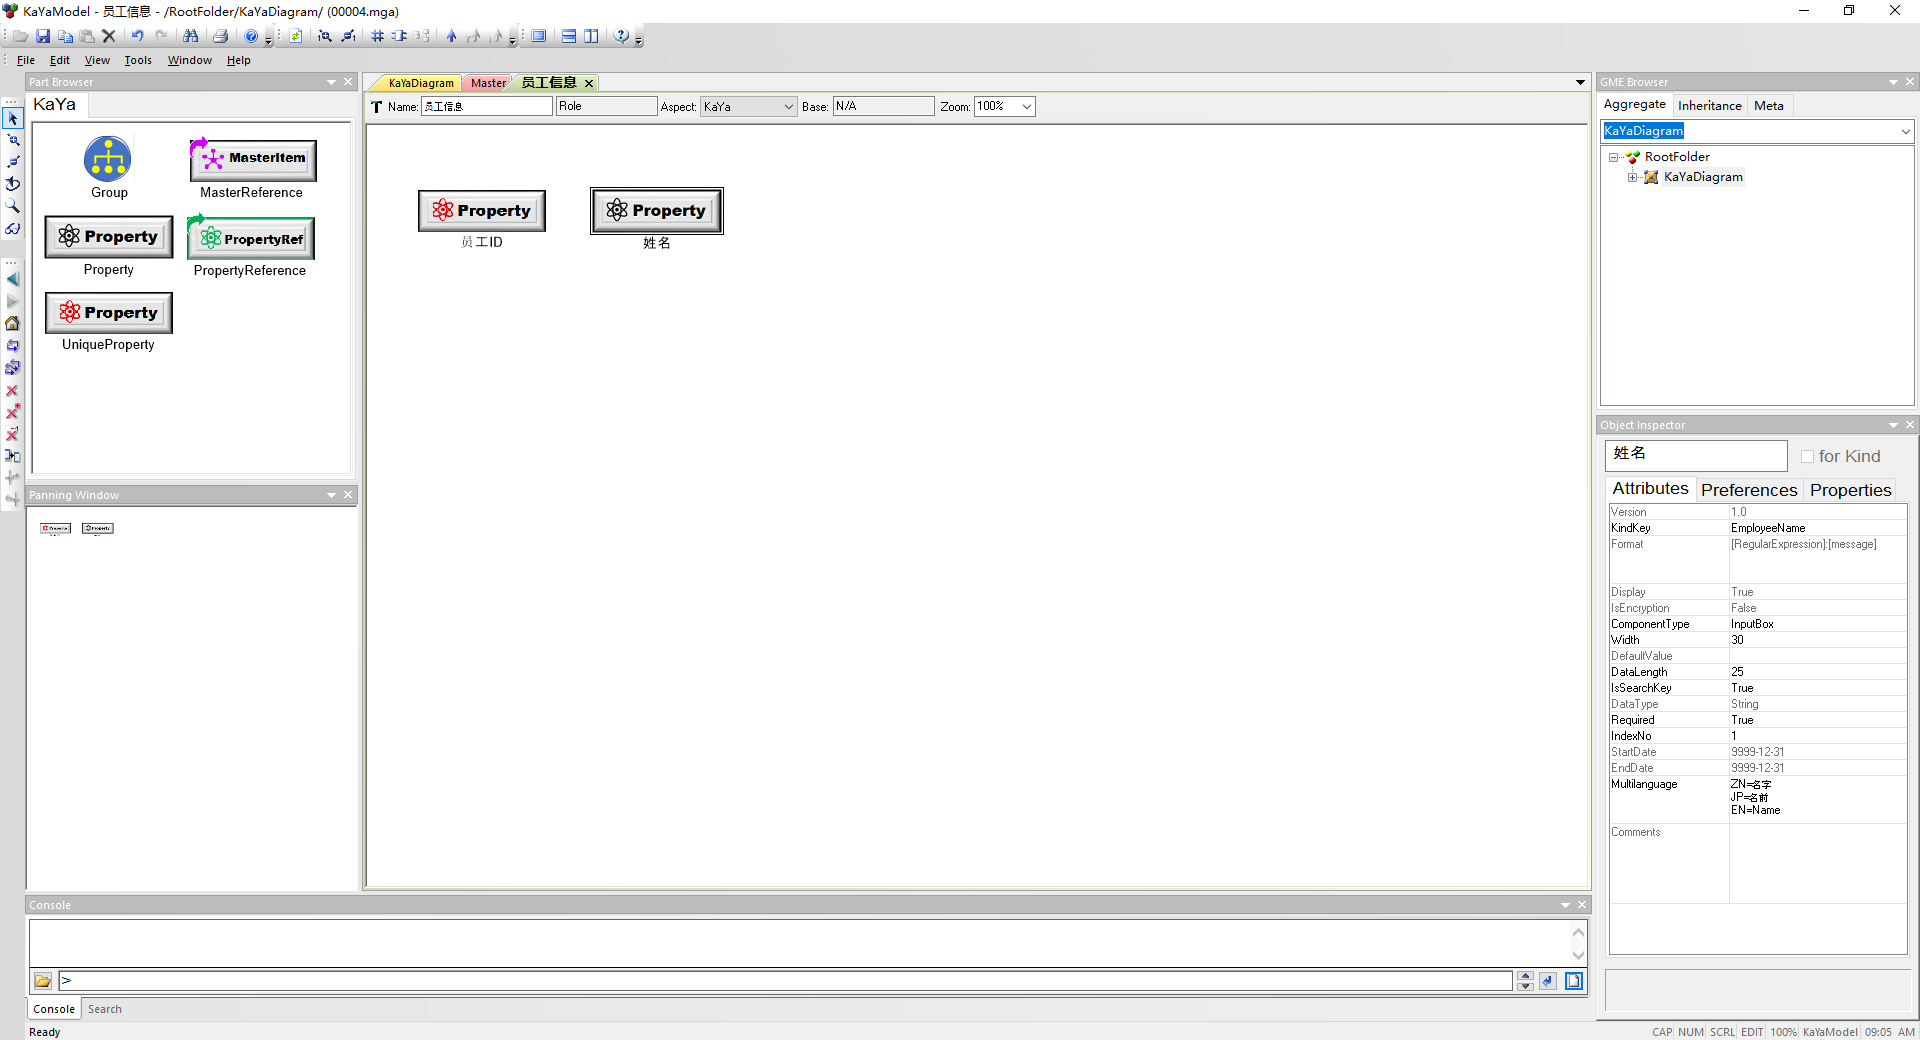 KaYaModel - 员工信息 - /RootFolder/KaYaDiagram/ (00004.mga)
File Edit View Tools Window Help
Part Browser
KaYa
Group
MasterItem
MasterReference
Property
Property
PropertyRef
PropertyReference
Property
UniqueProperty
Panning Window
KaYaDiagram Master 员工信息
Name: 员工信息 Role Aspect: KaYa Base: N/A Zoom: 100%
Property
员工ID
Property
姓名
GME Browser
Aggregate Inheritance Meta
KaYaDiagram
RootFolder
KaYaDiagram
Object Inspector
姓名 for Kind
Attributes Preferences Properties
Version 1.0
KindKey EmployeeName
Format [RegularExpression]:[message]
Display True
IsEncryption False
ComponentType InputBox
Width 30
DefaultValue
DataLength 25
IsSearchKey True
DataType String
Required True
IndexNo 1
StartDate 9999-12-31
EndDate 9999-12-31
Multilanguage ZN=名字
JP=名前
EN=Name
Comments
Console
>
Console Search
Ready
CAP NUM SCRL EDIT 100% KaYaModel 09:05 AM